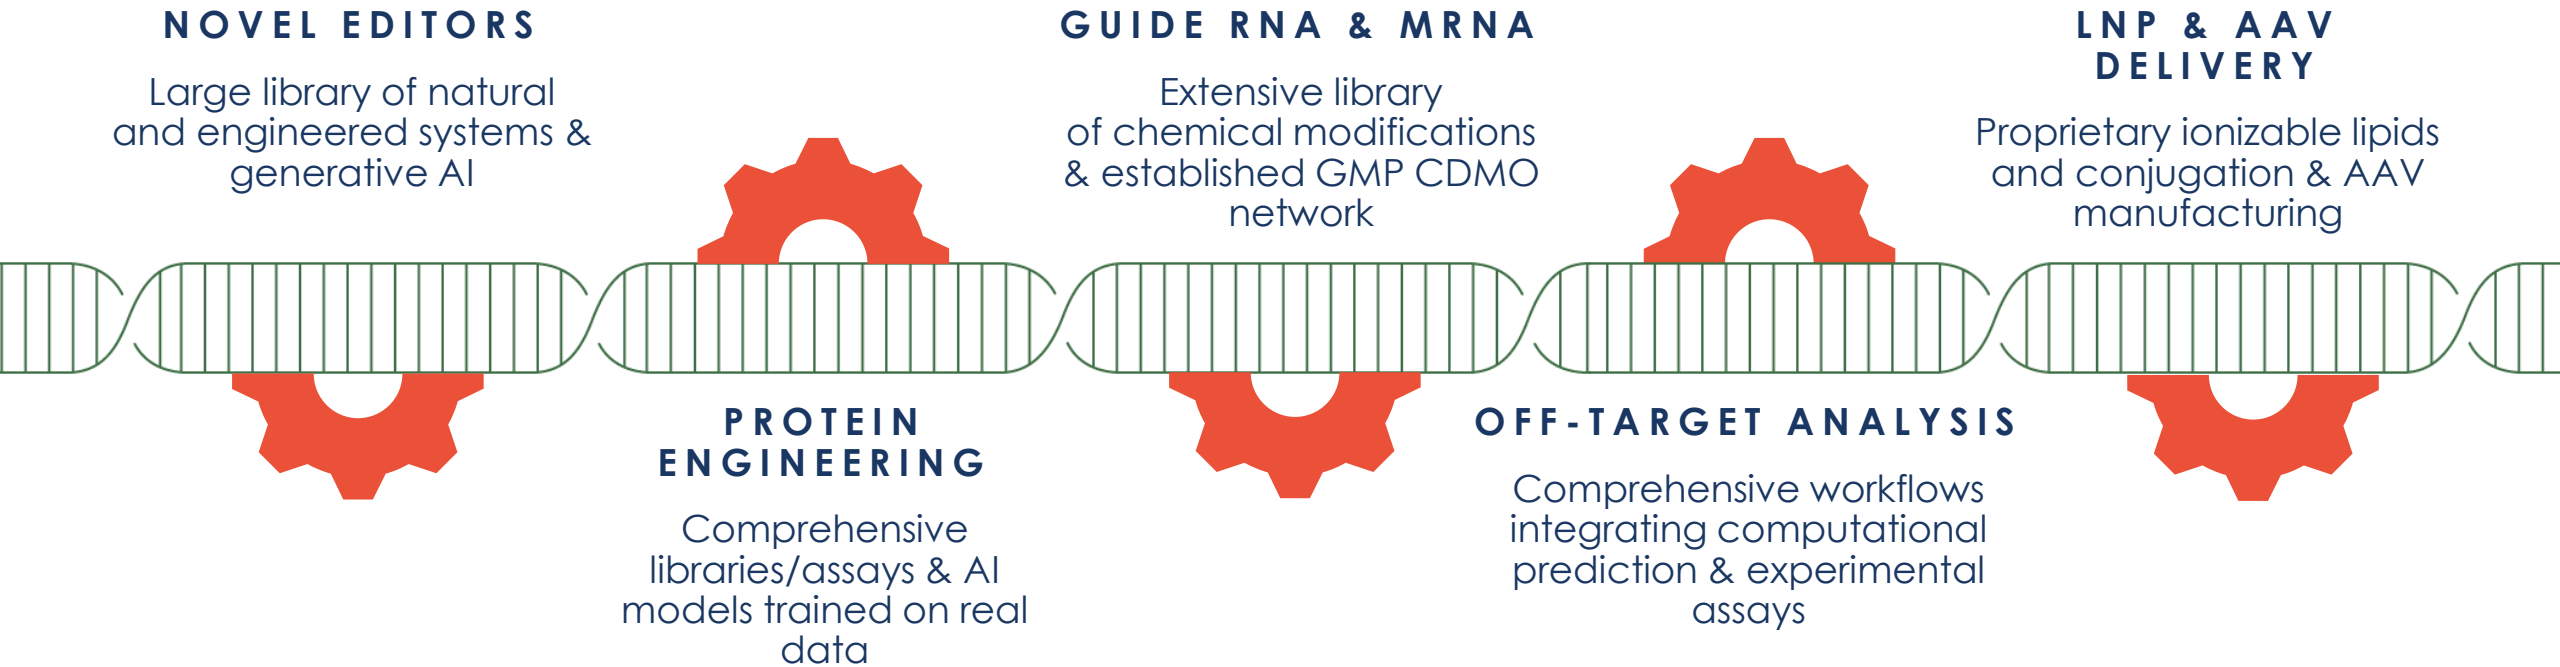 NOVEL EDITORS
Large library of natural
and engineered systems &
generative AI
PROTEIN
ENGINEERING
Comprehensive
libraries/assays & AI
models trained on real
data
GUIDE RNA & MRNA
Extensive library
of chemical modifications
& established GMP CDMO
network
OFF-TARGET ANALYSIS
Comprehensive workflows
integrating computational
prediction & experimental
assays
LNP & AAV
DELIVERY
Proprietary ionizable lipids
and conjugation & AAV
manufacturing